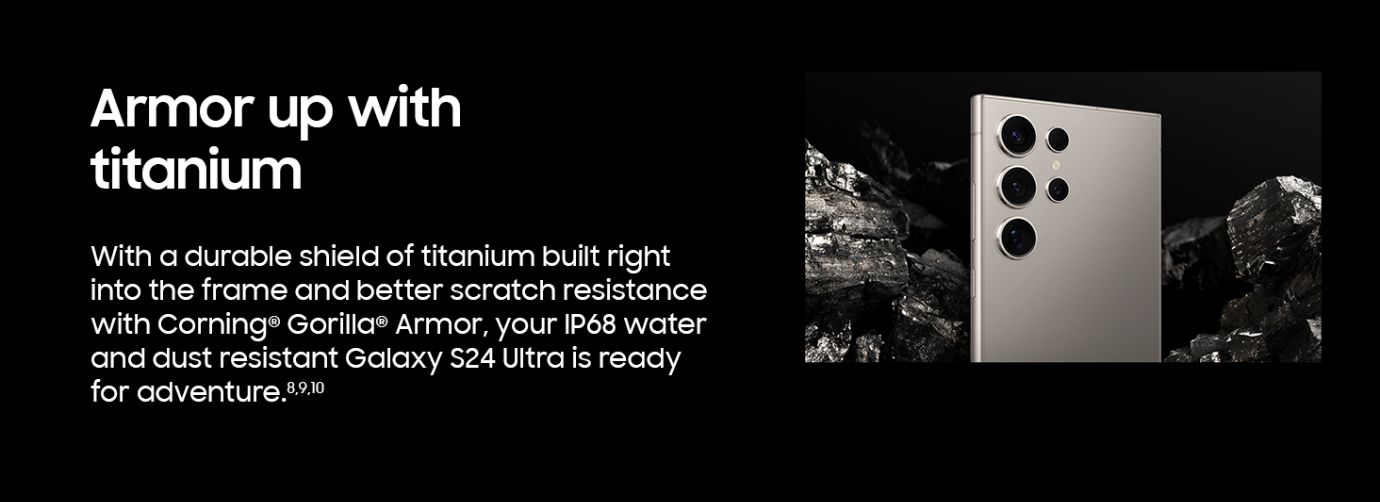 Armor up with
titanium
With a durable shield of titanium built right
into the frame and better scratch resistance
with Corning® Gorilla® Armor, your IP68 water
and dust resistant Galaxy S24 Ultra is ready
for adventure.8,9,10